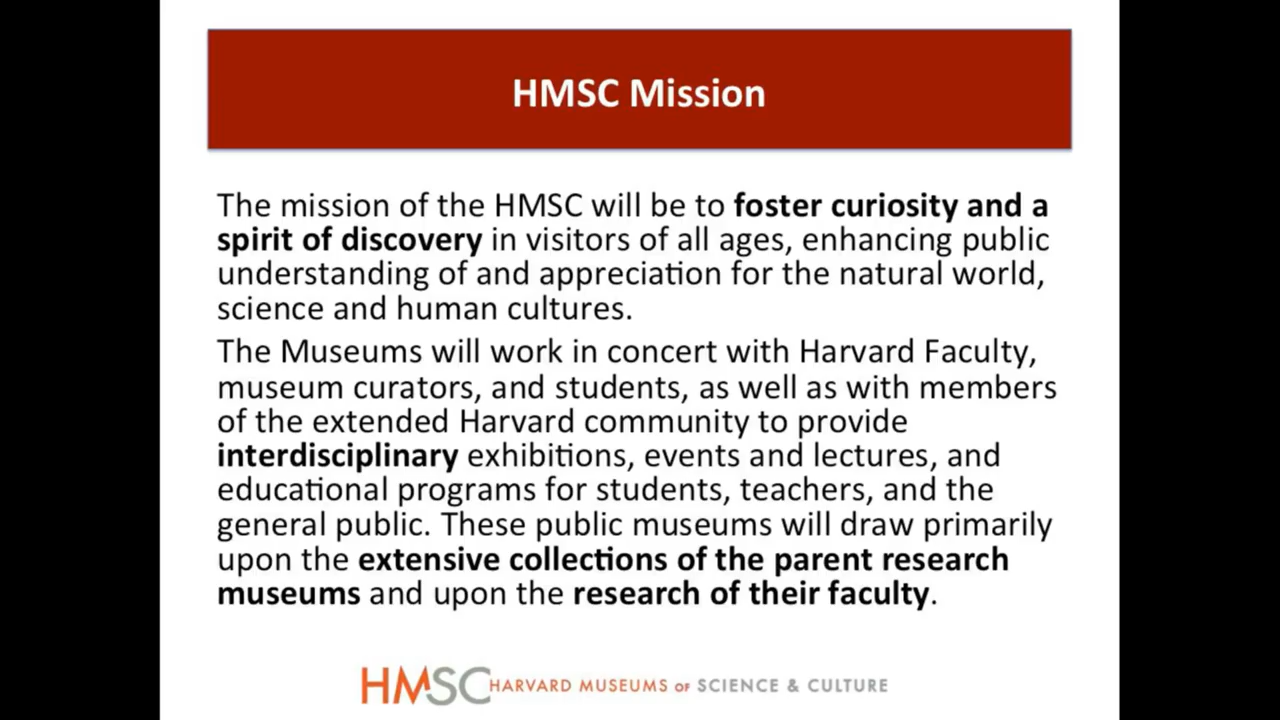 HMSC Mission
The mission of the HMSC will be to foster curiosity and a
spirit of discovery in visitors of all ages, enhancing public
understanding of and appreciation for the natural world,
science and human cultures.
The Museums will work in concert with Harvard Faculty,
museum curators, and students, as well as with members
of the extended Harvard community to provide
interdisciplinary exhibitions, events and lectures, and
educational programs for students, teachers, and the
general public. These public museums will draw primarily
upon the extensive collections of the parent research
museums and upon the research of their faculty.
HMSC HARVARD MUSEUMS OF SCIENCE & CULTURE